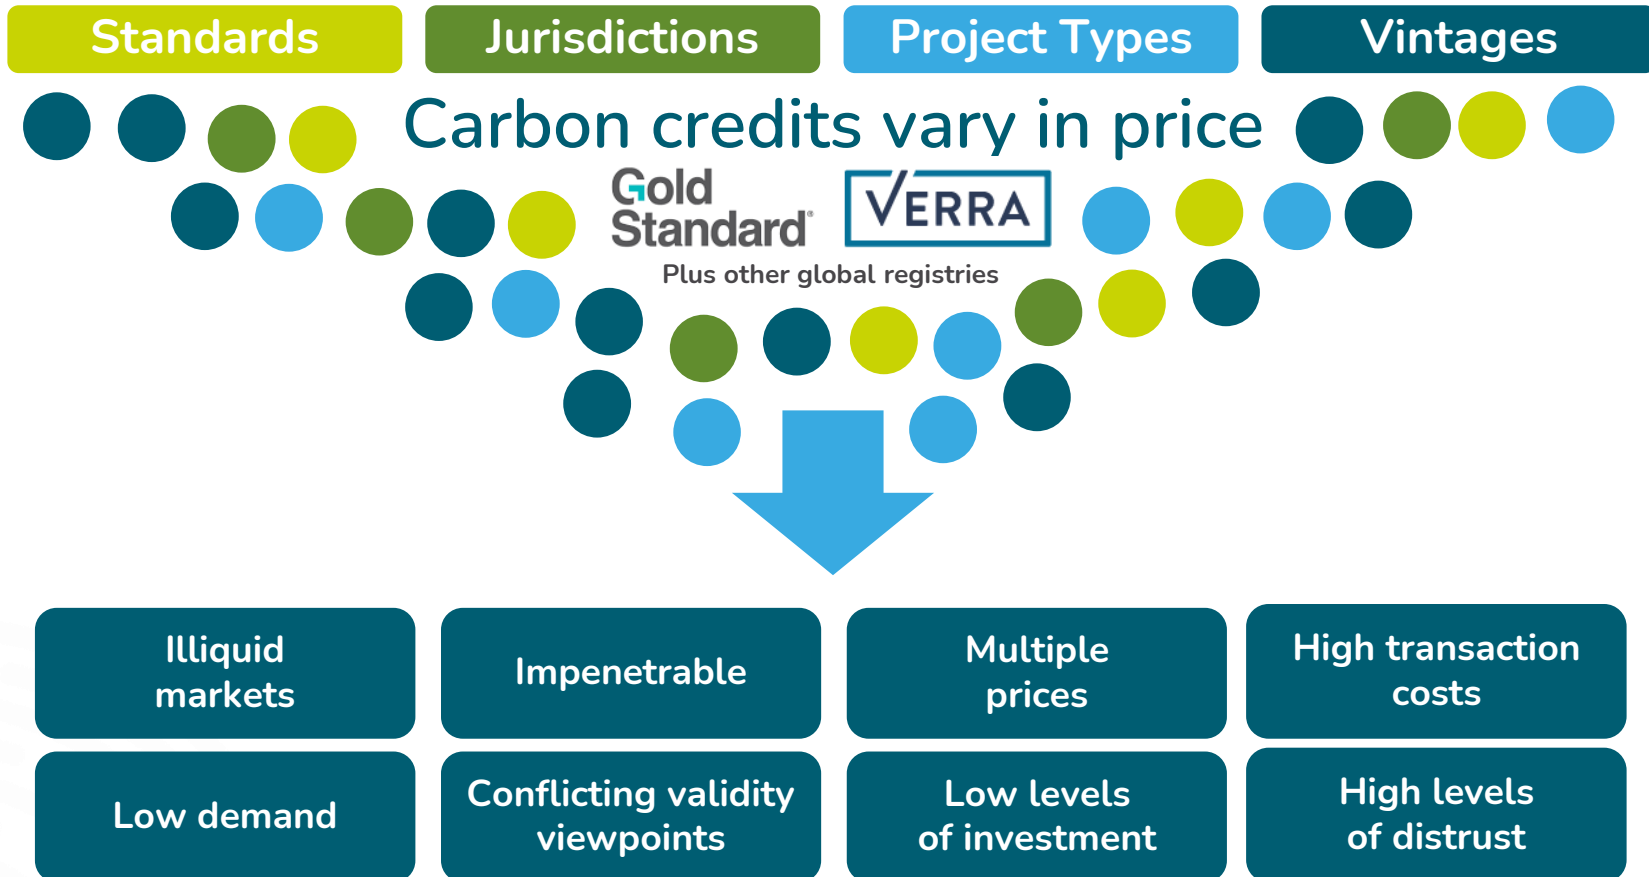 Standards
Jurisdictions
Project Types
Vintages
Carbon credits vary in price
Gold
Standard®
VERRA
Plus other global registries
Illiquid
markets
Impenetrable
Multiple
prices
High transaction
costs
Low demand
Conflicting validity
viewpoints
Low levels
of investment
High levels
of distrust